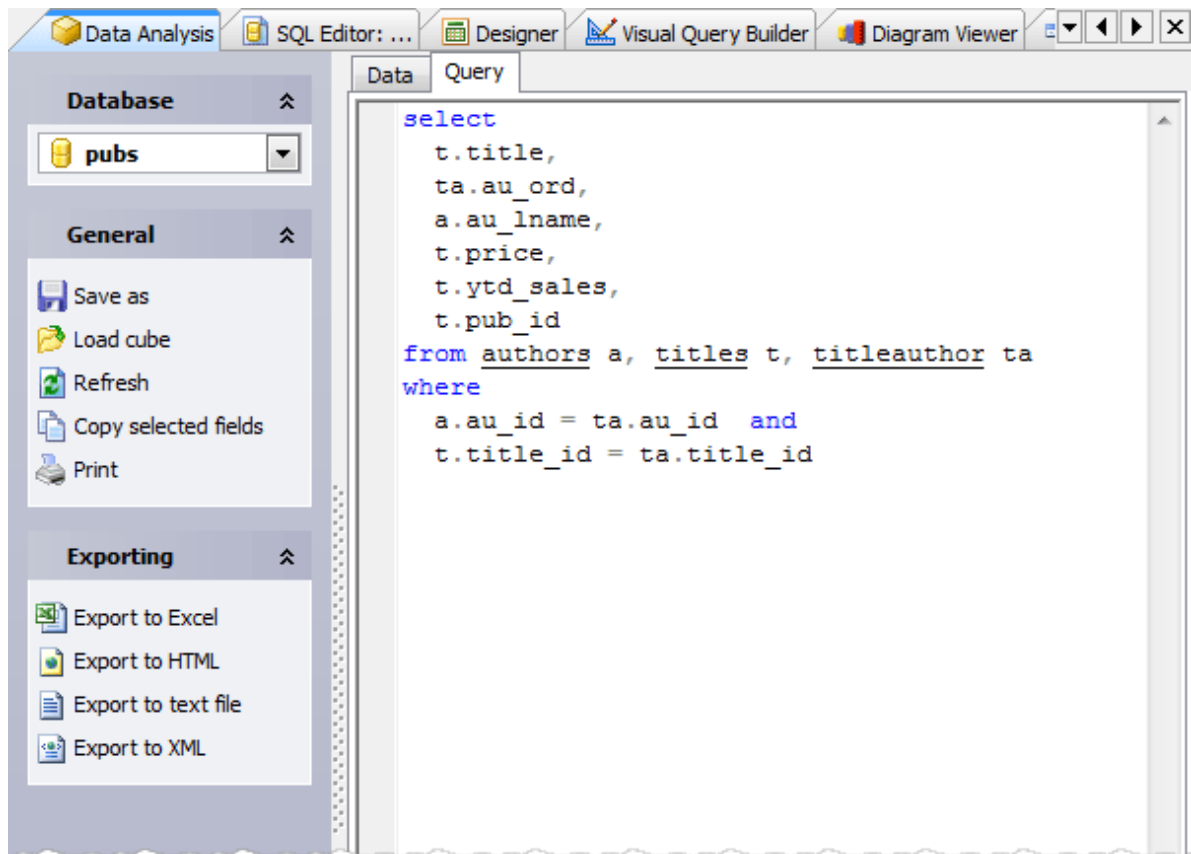 Data Analysis SQL Editor: ... Designer Visual Query Builder Diagram Viewer
Data Query
Database
pubs
General
Save as
Load cube
Refresh
Copy selected fields
Print
Exporting
Export to Excel
Export to HTML
Export to text file
Export to XML
select
t.title,
ta.au_ord,
a.au_lname,
t.price,
t.ytd_sales,
t.pub_id
from authors a, titles t, titleauthor ta
where
a.au_id = ta.au_id  and
t.title_id = ta.title_id